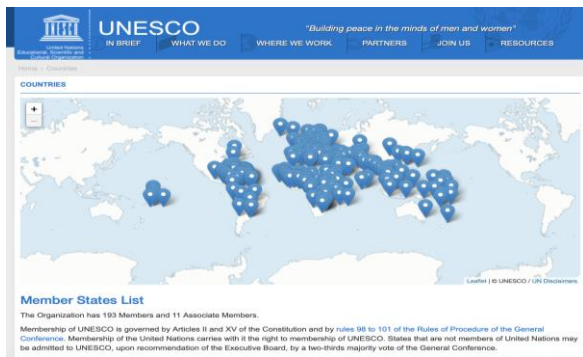 UNESCO
"Building peace in the minds of men and women"
United Nations
Educational, Scientific and
Cultural Organization
IN BRIEF WHAT WE DO WHERE WE WORK PARTNERS JOIN US RESOURCES
Home > Countries
COUNTRIES
+
−
Leaflet | © UNESCO / UN Disclaimers
Member States List
The Organization has 193 Members and 11 Associate Members.
Membership of UNESCO is governed by Articles II and XV of the Constitution and by rules 98 to 101 of the Rules of Procedure of the General
Conference. Membership of the United Nations carries with it the right to membership of UNESCO. States that are not members of United Nations may
be admitted to UNESCO, upon recommendation of the Executive Board, by a two-thirds majority vote of the General Conference.